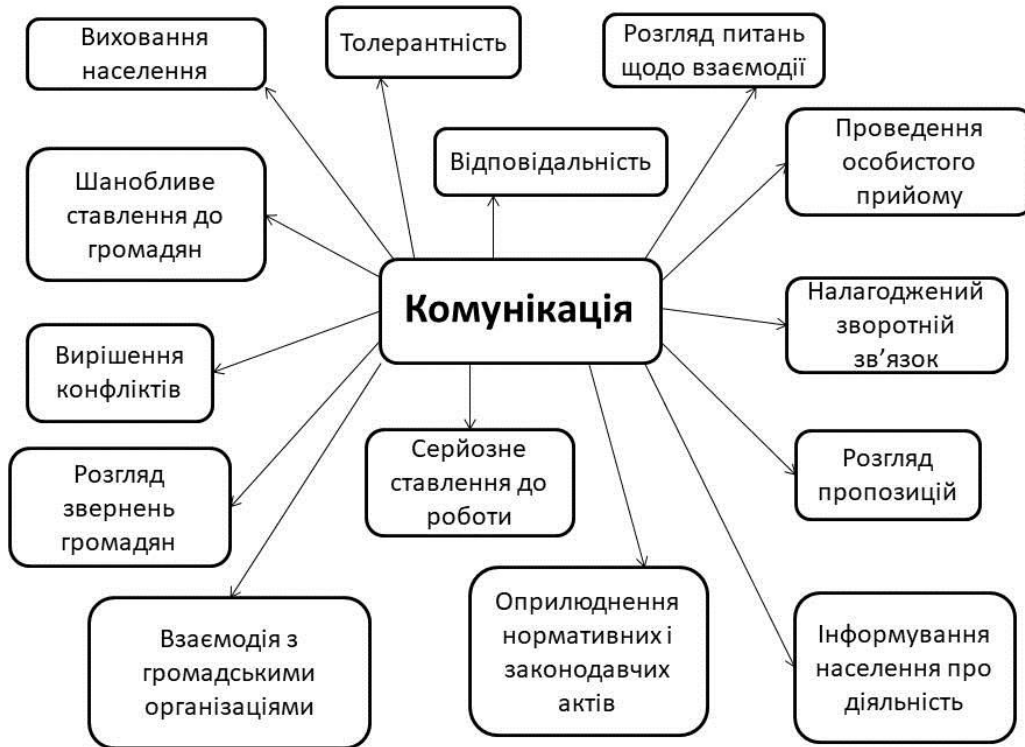 Виховання
населення
Толерантність
Розгляд питань
щодо взаємодії
Шанобливе
ставлення до
громадян
Відповідальність
Проведення
особистого
прийому
Комунікація
Налагоджений
зворотній
зв’язок
Вирішення
конфліктів
Розгляд
звернень
громадян
Серйозне
ставлення до
роботи
Розгляд
пропозицій
Взаємодія з
громадськими
організаціями
Оприлюднення
нормативних і
законодавчих
актів
Інформування
населення про
діяльність